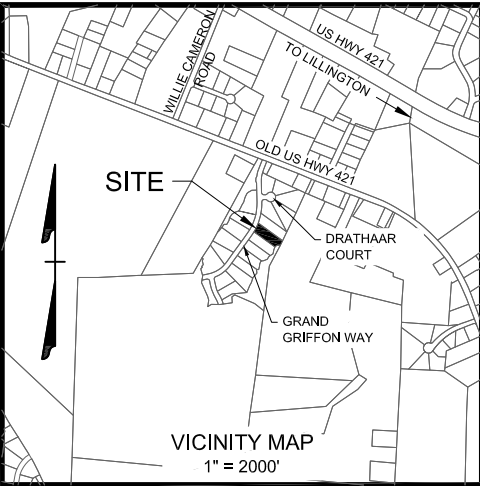 US HWY 421
TO LILLINGTON
WILLIE CAMERON
ROAD
OLD US HWY 421
SITE
DRATHAAR
COURT
GRAND
GRIFFON WAY
VICINITY MAP
1" = 2000'